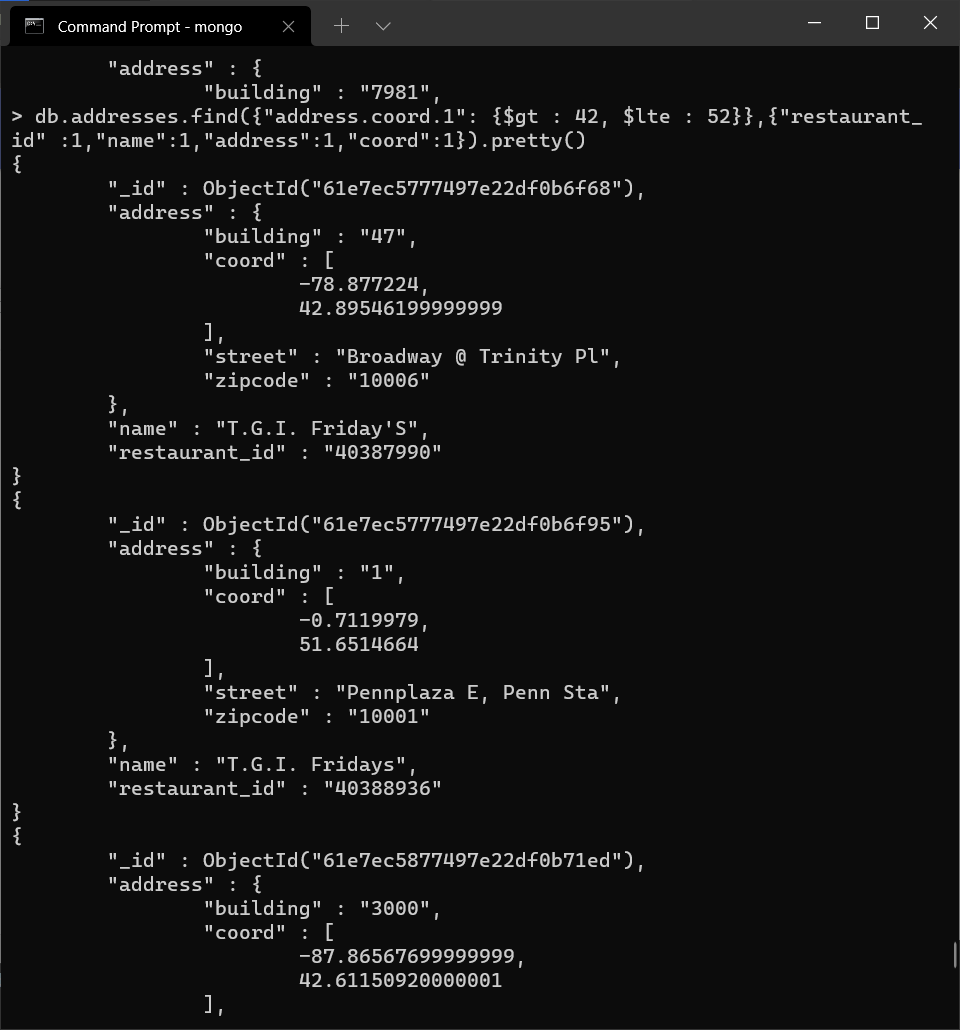 Command Prompt - mongo
"address" : {
"building" : "7981",
> db.addresses.find({"address.coord.1": {$gt : 42, $lte : 52}},{"restaurant_
id" :1,"name":1,"address":1,"coord":1}).pretty()
{
"_id" : ObjectId("61e7ec5777497e22df0b6f68"),
"address" : {
"building" : "47",
"coord" : [
-78.877224,
42.89546199999999
],
"street" : "Broadway @ Trinity Pl",
"zipcode" : "10006"
},
"name" : "T.G.I. Friday'S",
"restaurant_id" : "40387990"
}
{
"_id" : ObjectId("61e7ec5777497e22df0b6f95"),
"address" : {
"building" : "1",
"coord" : [
-0.7119979,
51.6514664
],
"street" : "Pennplaza E, Penn Sta",
"zipcode" : "10001"
},
"name" : "T.G.I. Fridays",
"restaurant_id" : "40388936"
}
{
"_id" : ObjectId("61e7ec5877497e22df0b71ed"),
"address" : {
"building" : "3000",
"coord" : [
-87.86567699999999,
42.61150920000001
],